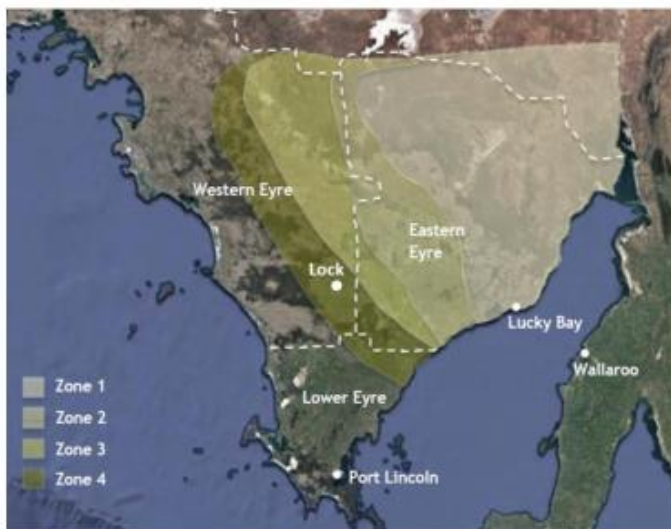 Western Eyre
Eastern
Eyre
Lock
Lucky Bay
Wallaroo
Lower Eyre
Port Lincoln
Zone 1
Zone 2
Zone 3
Zone 4